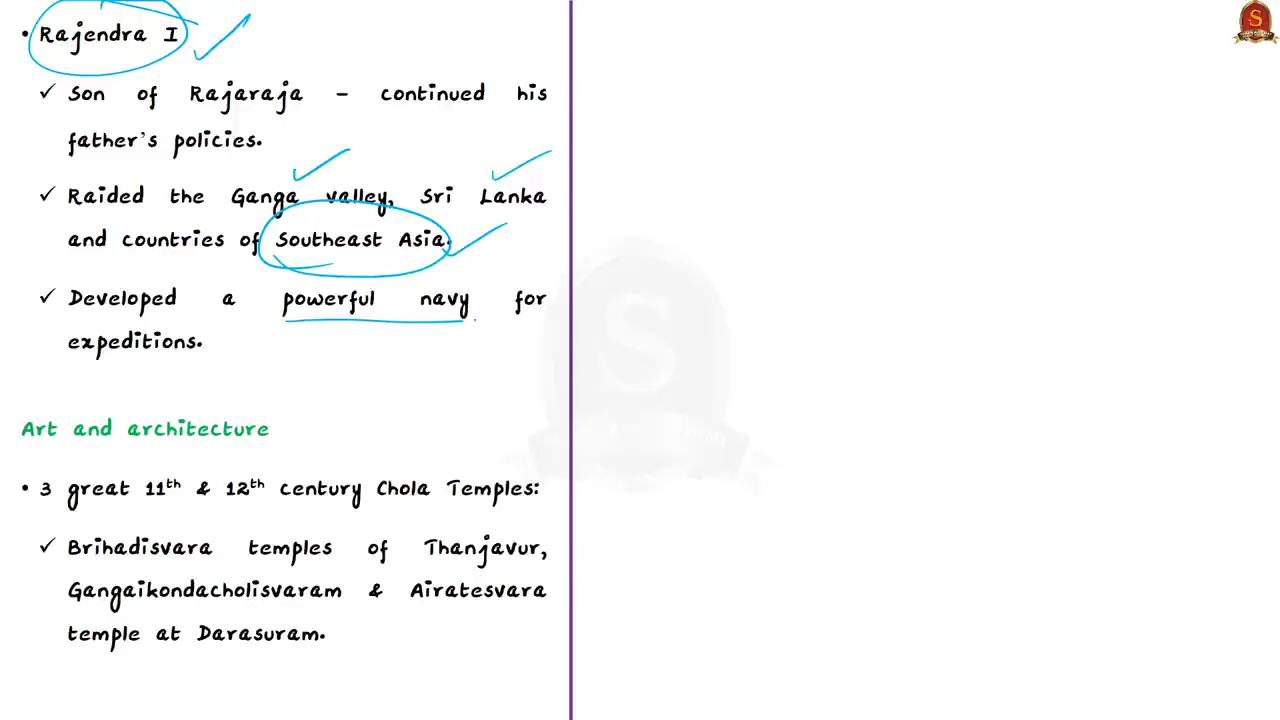 • Rajendra I
✓ Son of Rajaraja – continued his
father's policies.
✓ Raided the Ganga valley, Sri Lanka
and countries of Southeast Asia.
✓ Developed a powerful navy for
expeditions.
Art and architecture
• 3 great 11th & 12th century Chola Temples:
✓ Brihadisvara temples of Thanjavur,
Gangaikondacholisvaram & Airatesvara
temple at Darasuram.
S
S